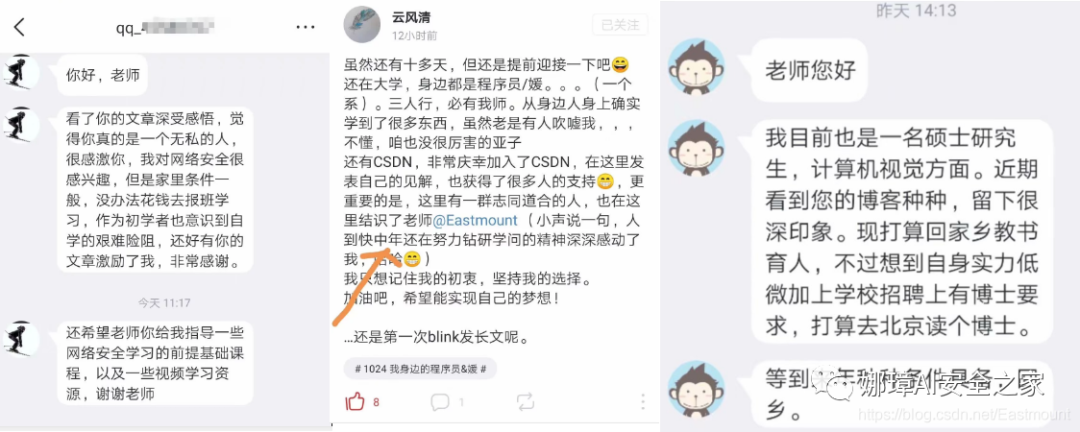 qq_
你好，老师
看了你的文章深受感悟，觉
得你真的是一个无私的人，
很感激你，我对网络安全很
感兴趣，但是家里条件一
般，没办法花钱去报班学
习，作为初学者也意识到自
学的艰难险阻，还好有你的
文章激励了我，非常感谢。
今天 11:17
还希望老师你给我指导一些
网络安全学习的前提基础课
程，以及一些视频学习资
源，谢谢老师
云风清
12小时前
已关注
虽然还有十多天，但还是提前迎接一下吧😄
还在大学，身边都是程序员/媛。。。（一个
系）。三人行，必有我师。从身边人身上确实
学到了很多东西，虽然老是有人吹嘘我，，，
不懂，咱也没很厉害的亚子
还有CSDN，非常庆幸加入了CSDN，在这里发
表自己的见解，也获得了很多人的支持😁，更
重要的是，这里有一群志同道合的人，也在这
里结识了老师@Eastmount（小声说一句，人
到快中年还在努力钻研学问的精神深深感动了
我，哈哈😁）
我只想记住我的初衷，坚持我的选择。
加油吧，希望能实现自己的梦想！
…还是第一次blink发长文呢。
# 1024 我身边的程序员&媛 #
8
1
昨天 14:13
老师您好
我目前也是一名硕士研究
生，计算机视觉方面。近期
看到您的博客种种，留下很
深印象。现打算回家乡教书
育人，不过想到自身实力低
微加上学校招聘上有博士要
求，打算去北京读个博士。
等到
乡。
娜璋AI安全之家
https://blog.csdn.net/Eastmount